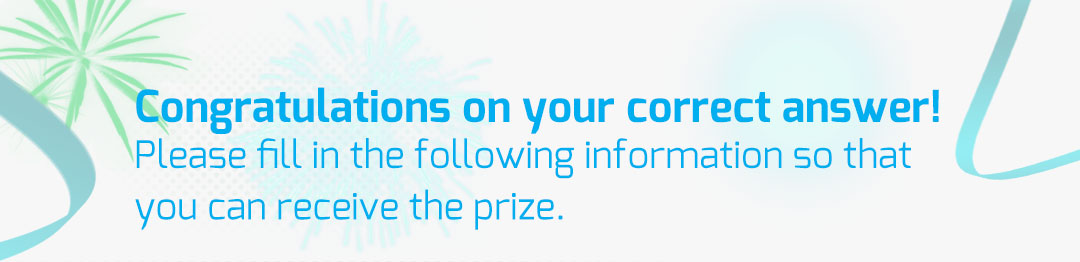 Congratulations on your correct answer!
Please fill in the following information so that
you can receive the prize.